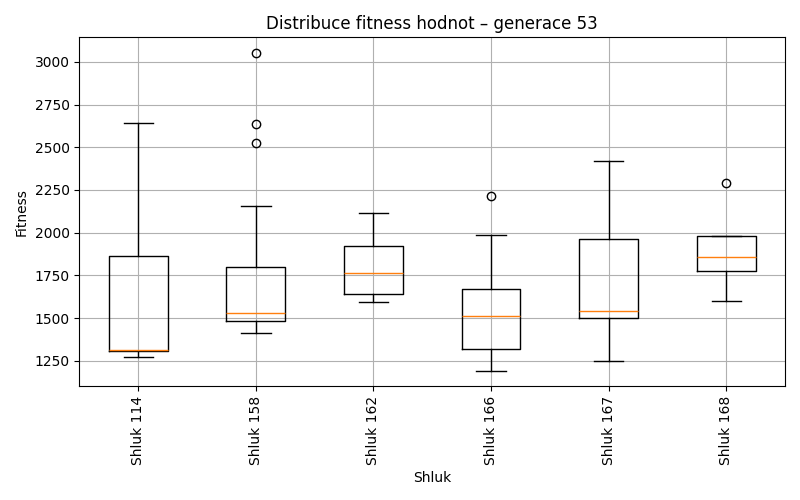 Distribuce fitness hodnot – generace 53
3000
2750
2500
2250
2000
1750
1500
1250
Fitness
Shluk 114
Shluk 158
Shluk 162
Shluk 166
Shluk 167
Shluk 168
Shluk